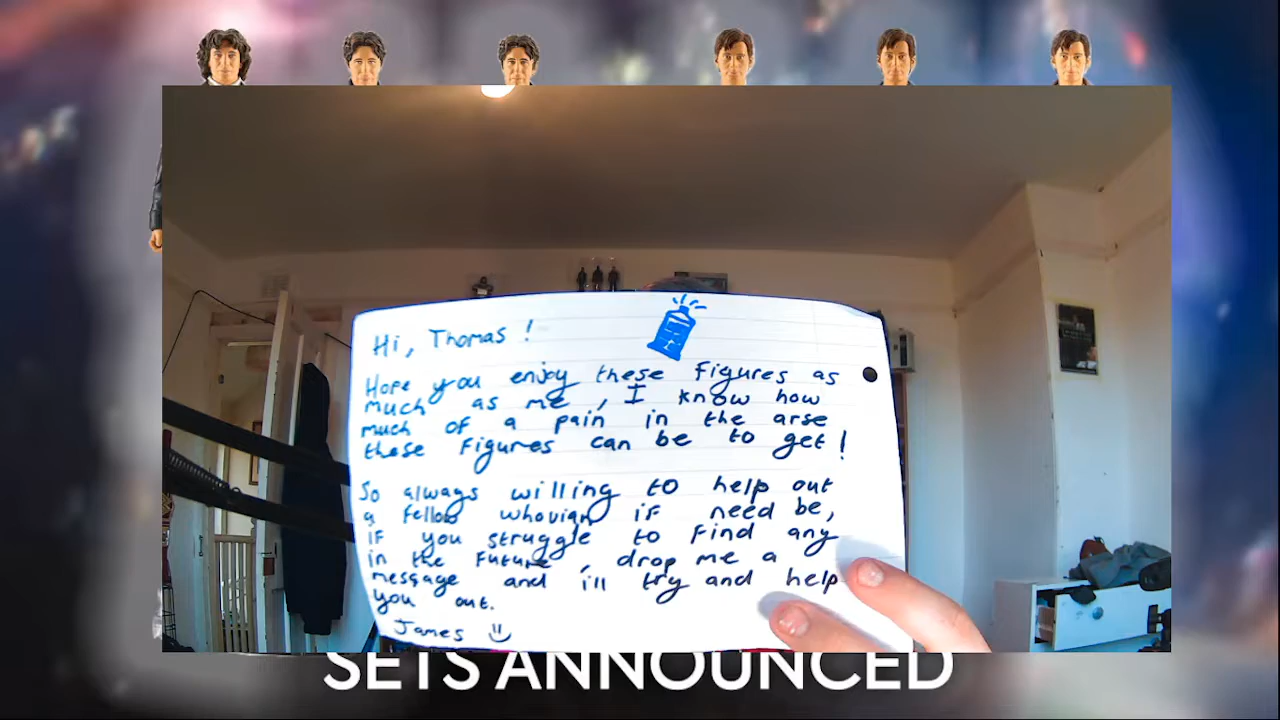 Hi, Thomas !
Hope you enjoy these figures as
much as me, I know how
much of a pain in the arse
these figures can be to get!
So always willing to help out
a fellow whovian if need be,
if you struggle to find any
in the future, drop me a
message and i'll try and help
you out.
James
SETS ANNOUNCED